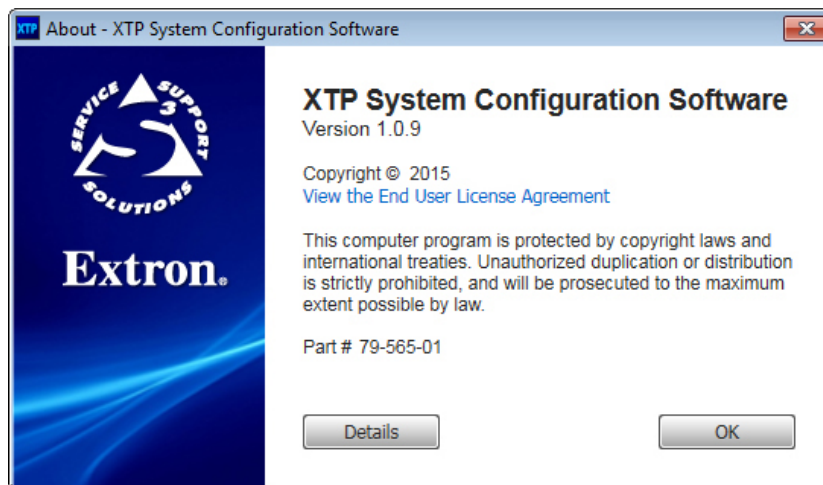 XTP About - XTP System Configuration Software
SERVICE SUPPORT SOLUTIONS
3
Extron®
XTP System Configuration Software
Version 1.0.9
Copyright © 2015
View the End User License Agreement
This computer program is protected by copyright laws and
international treaties. Unauthorized duplication or distribution
is strictly prohibited, and will be prosecuted to the maximum
extent possible by law.
Part # 79-565-01
Details
OK